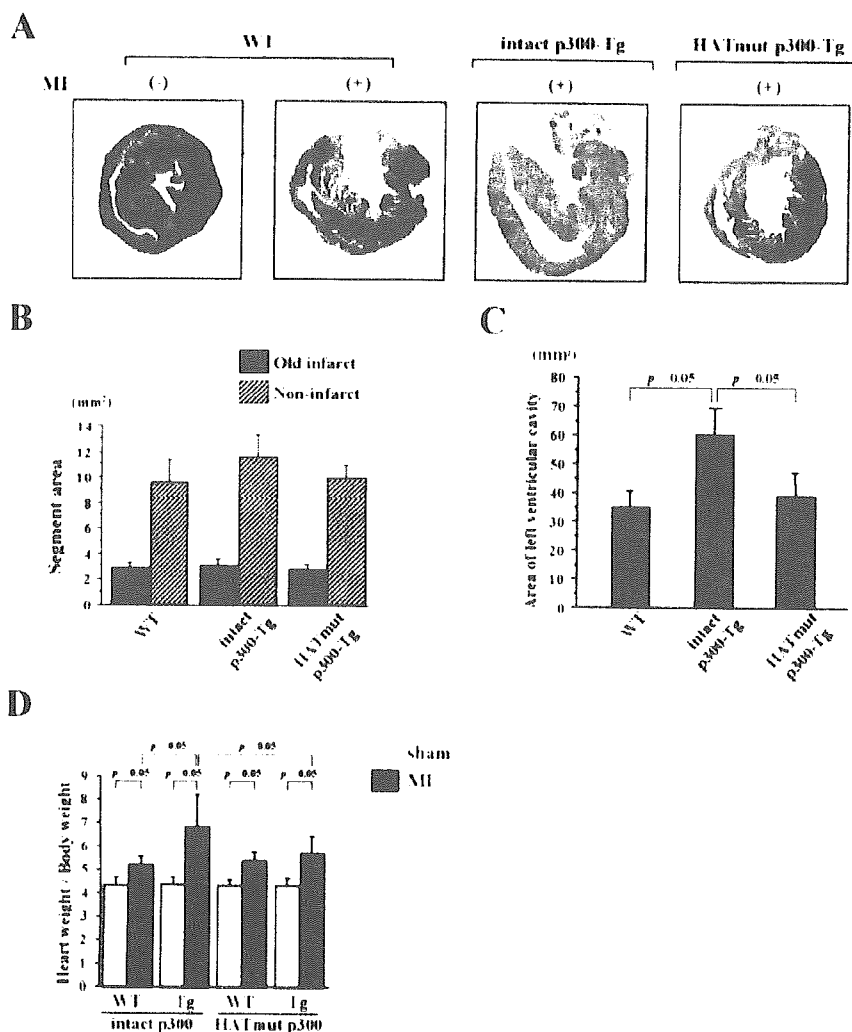 A
WT intact p300-Tg HATmut p300-Tg
MI (-) (+) (+) (+)
B
Old infarct
Non-infarct
(mm²)
14
12
10
8
6
4
2
0
Segment area
WT
intact
p300-Tg
HATmut
p300-Tg
C
(mm²)
80
70
60
50
40
30
20
10
0
Area of left ventricular cavity
p 0.05 p 0.05
WT
intact
p300-Tg
HATmut
p300-Tg
D
sham
MI
p 0.05 p 0.05
p 0.05 p 0.05 p 0.05 p 0.05
9
8
7
6
5
4
3
2
1
0
Heart weight / Body weight
WT Tg WT Tg
intact p300 HATmut p300